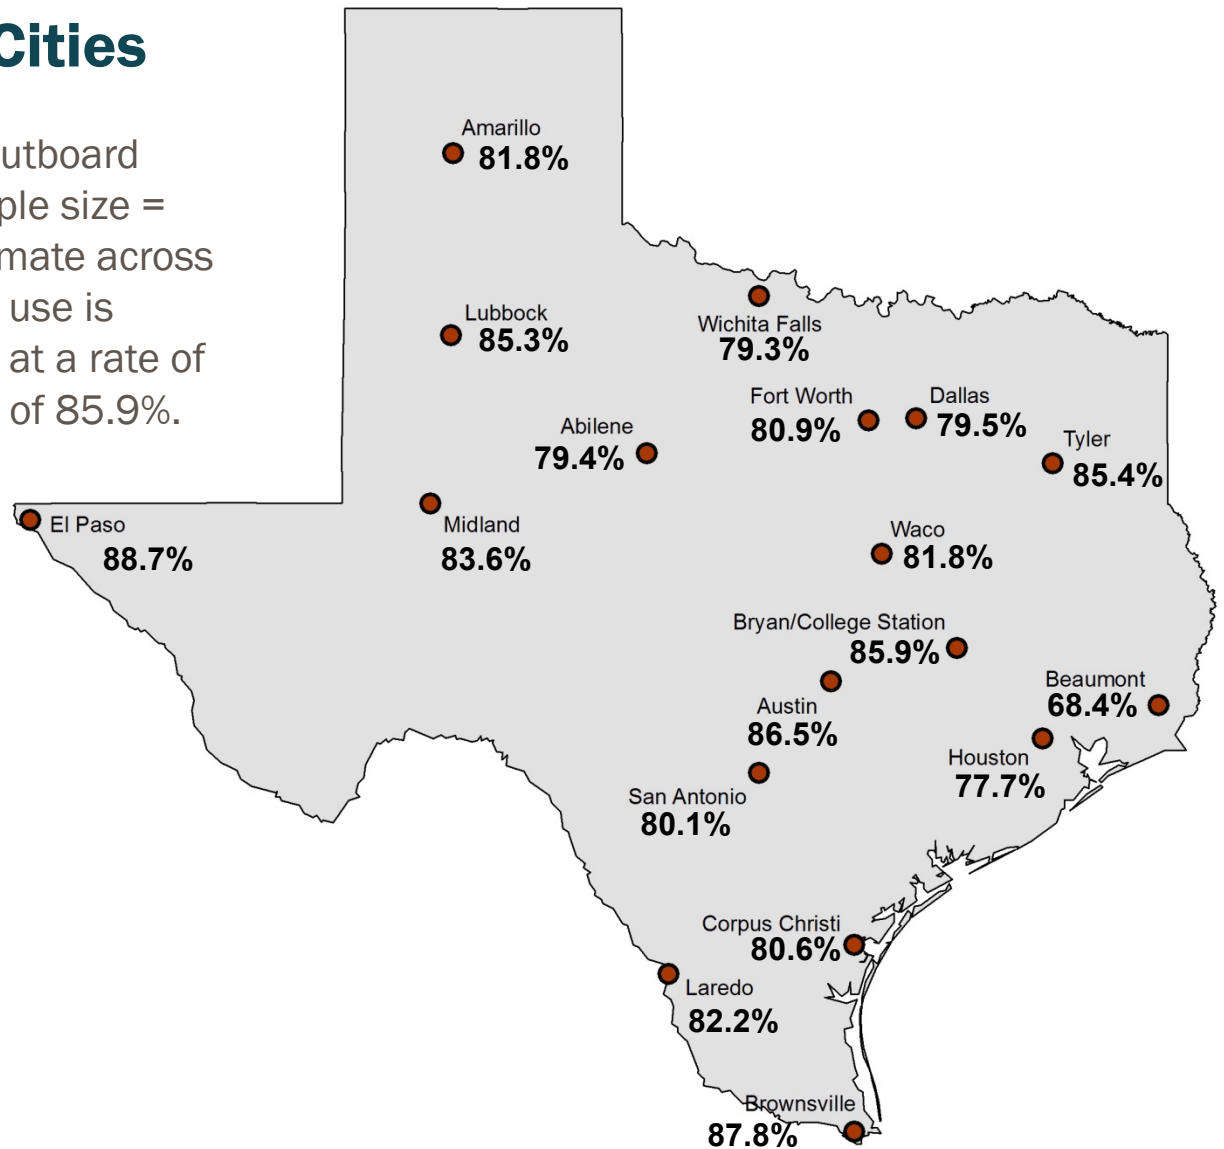 Cities
utboard
ple size =
mate across
use is
at a rate of
of 85.9%.
Amarillo
81.8%
Lubbock
85.3%
Wichita Falls
79.3%
Fort Worth
80.9%
Dallas
79.5%
Abilene
79.4%
Tyler
85.4%
El Paso
88.7%
Midland
83.6%
Waco
81.8%
Bryan/College Station
85.9%
Austin
86.5%
Beaumont
68.4%
Houston
77.7%
San Antonio
80.1%
Corpus Christi
80.6%
Laredo
82.2%
Brownsville
87.8%